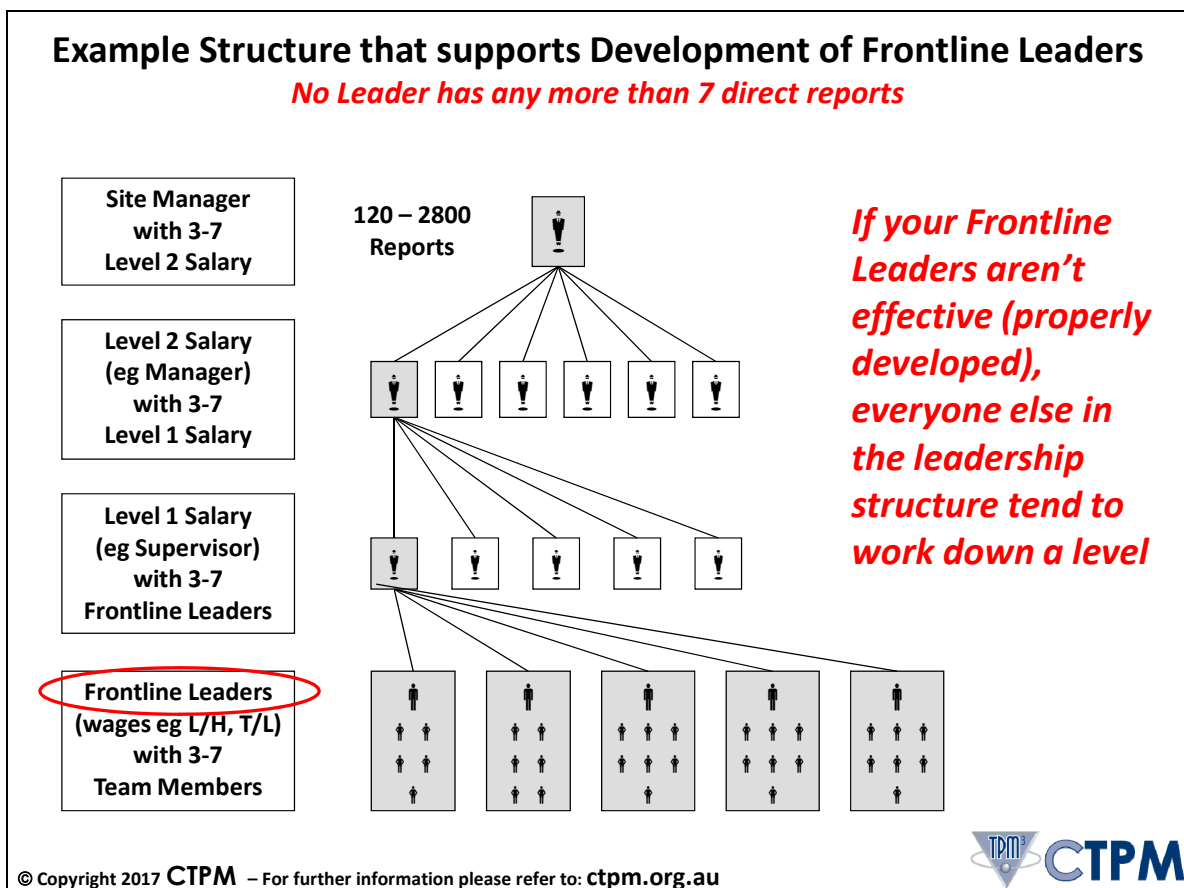 Example Structure that supports Development of Frontline Leaders
No Leader has any more than 7 direct reports
Site Manager
with 3-7
Level 2 Salary
120 – 2800
Reports
Level 2 Salary
(eg Manager)
with 3-7
Level 1 Salary
Level 1 Salary
(eg Supervisor)
with 3-7
Frontline Leaders
Frontline Leaders
(wages eg L/H, T/L)
with 3-7
Team Members
If your Frontline
Leaders aren’t
effective (properly
developed),
everyone else in
the leadership
structure tend to
work down a level
© Copyright 2017 CTPM – For further information please refer to: ctpm.org.au
TPM³ CTPM